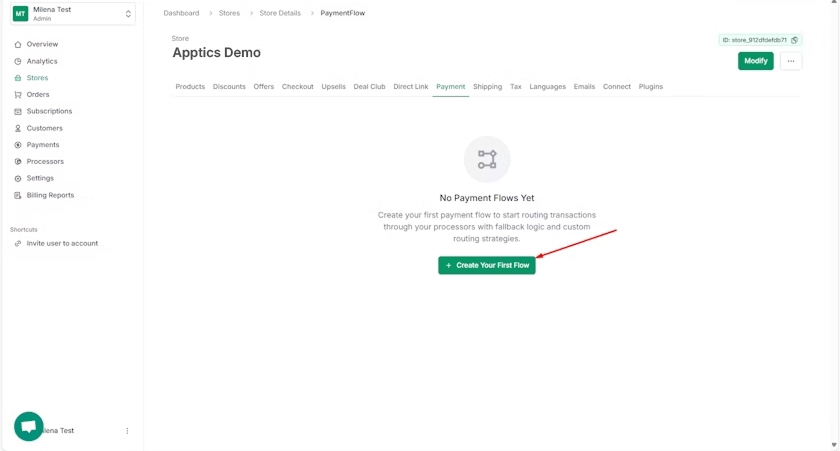 MT
Milena Test
Admin
Dashboard > Stores > Store Details > PaymentFlow
Overview
Analytics
Stores
Orders
Subscriptions
Customers
Payments
Processors
Settings
Billing Reports
Shortcuts
Invite user to account
Store
Apptics Demo
ID: store_912dfdefdb71
Modify
...
Products Discounts Offers Checkout Upsells Deal Club Direct Link Payment Shipping Tax Languages Emails Connect Plugins
No Payment Flows Yet
Create your first payment flow to start routing transactions
through your processors with fallback logic and custom
routing strategies.
+ Create Your First Flow
lena Test